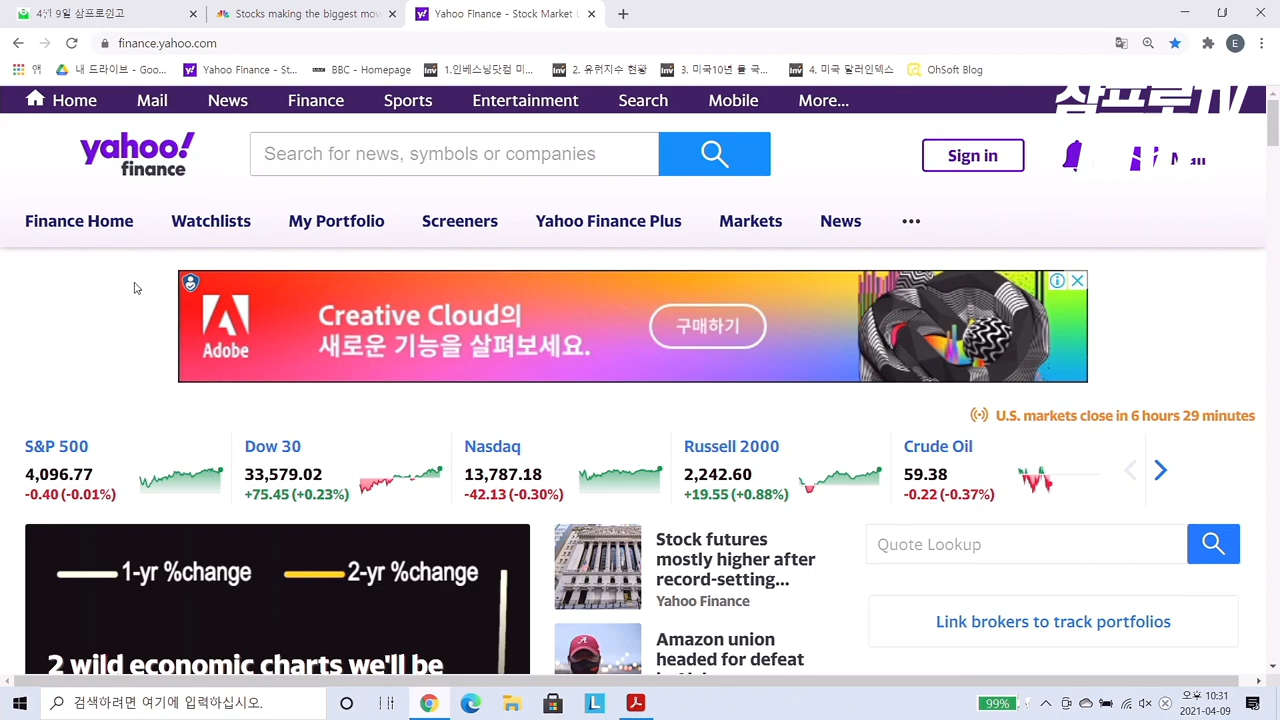 4월 9일 삼프로원고
Stocks making the biggest mov
Yahoo Finance - Stock Market L
finance.yahoo.com
앱
내 드라이브 - Goo...
Yahoo Finance - St...
BBC - Homepage
1.인베스팅닷컴 미...
2. 유럽지수 현황
3. 미국10년 물 국...
4. 미국 달러인덱스
OhSoft Blog
Home Mail News Finance Sports Entertainment Search Mobile More...
삼프로TV
yahoo!
finance
Search for news, symbols or companies
Sign in
Mail
Finance Home Watchlists My Portfolio Screeners Yahoo Finance Plus Markets News
Adobe
Creative Cloud의
새로운 기능을 살펴보세요.
구매하기
U.S. markets close in 6 hours 29 minutes
S&P 500
4,096.77
-0.40 (-0.01%)
Dow 30
33,579.02
+75.45 (+0.23%)
Nasdaq
13,787.18
-42.13 (-0.30%)
Russell 2000
2,242.60
+19.55 (+0.88%)
Crude Oil
59.38
-0.22 (-0.37%)
1-yr %change 2-yr %change
2 wild economic charts we'll be
Stock futures
mostly higher after
record-setting...
Yahoo Finance
Amazon union
headed for defeat
Quote Lookup
Link brokers to track portfolios
검색하려면 여기에 입력하십시오.
99%
오후 10:31
2021-04-09